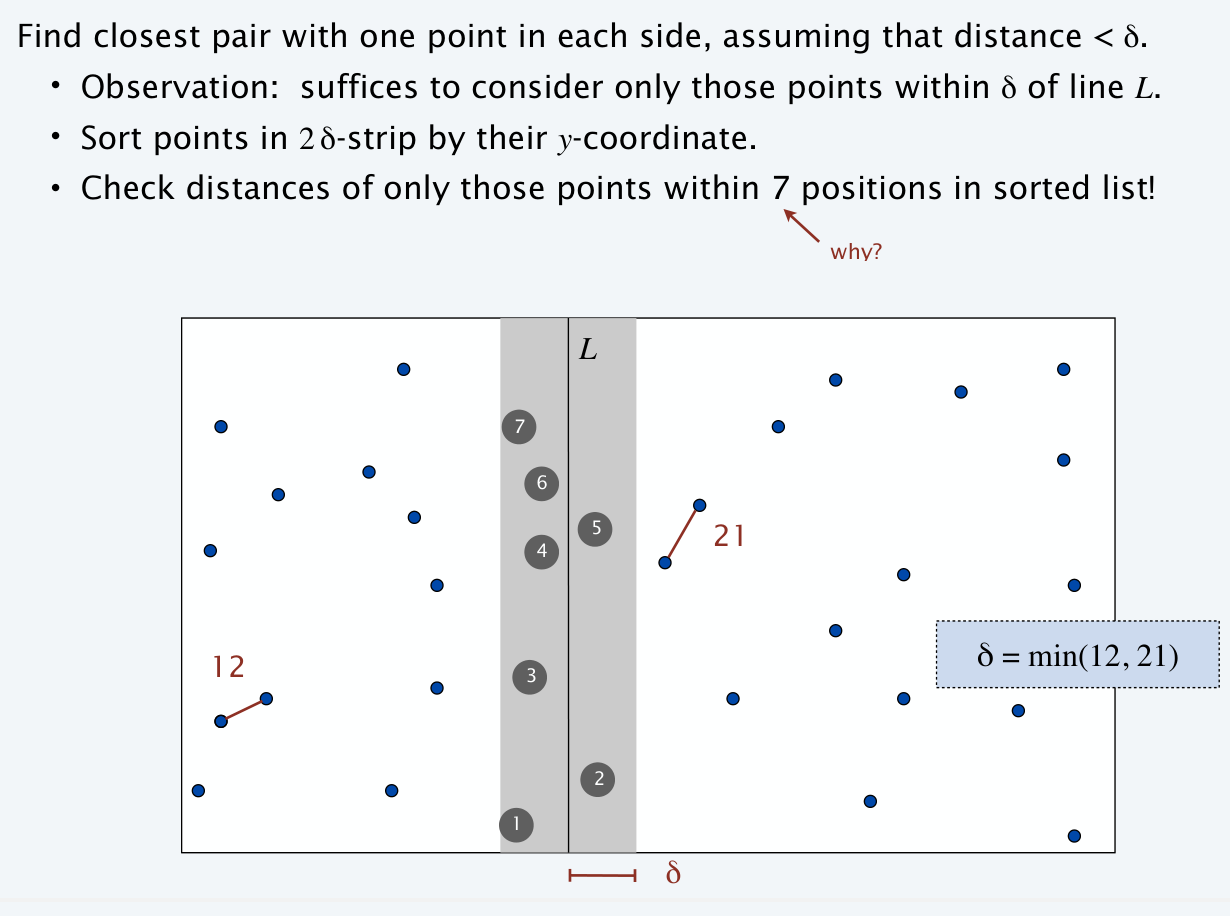 Find closest pair with one point in each side, assuming that distance < δ.
• Observation: suffices to consider only those points within δ of line L.
• Sort points in 2 δ-strip by their y-coordinate.
• Check distances of only those points within 7 positions in sorted list!
why?
L
7
6
5
21
4
δ = min(12, 21)
12
3
2
1
δ